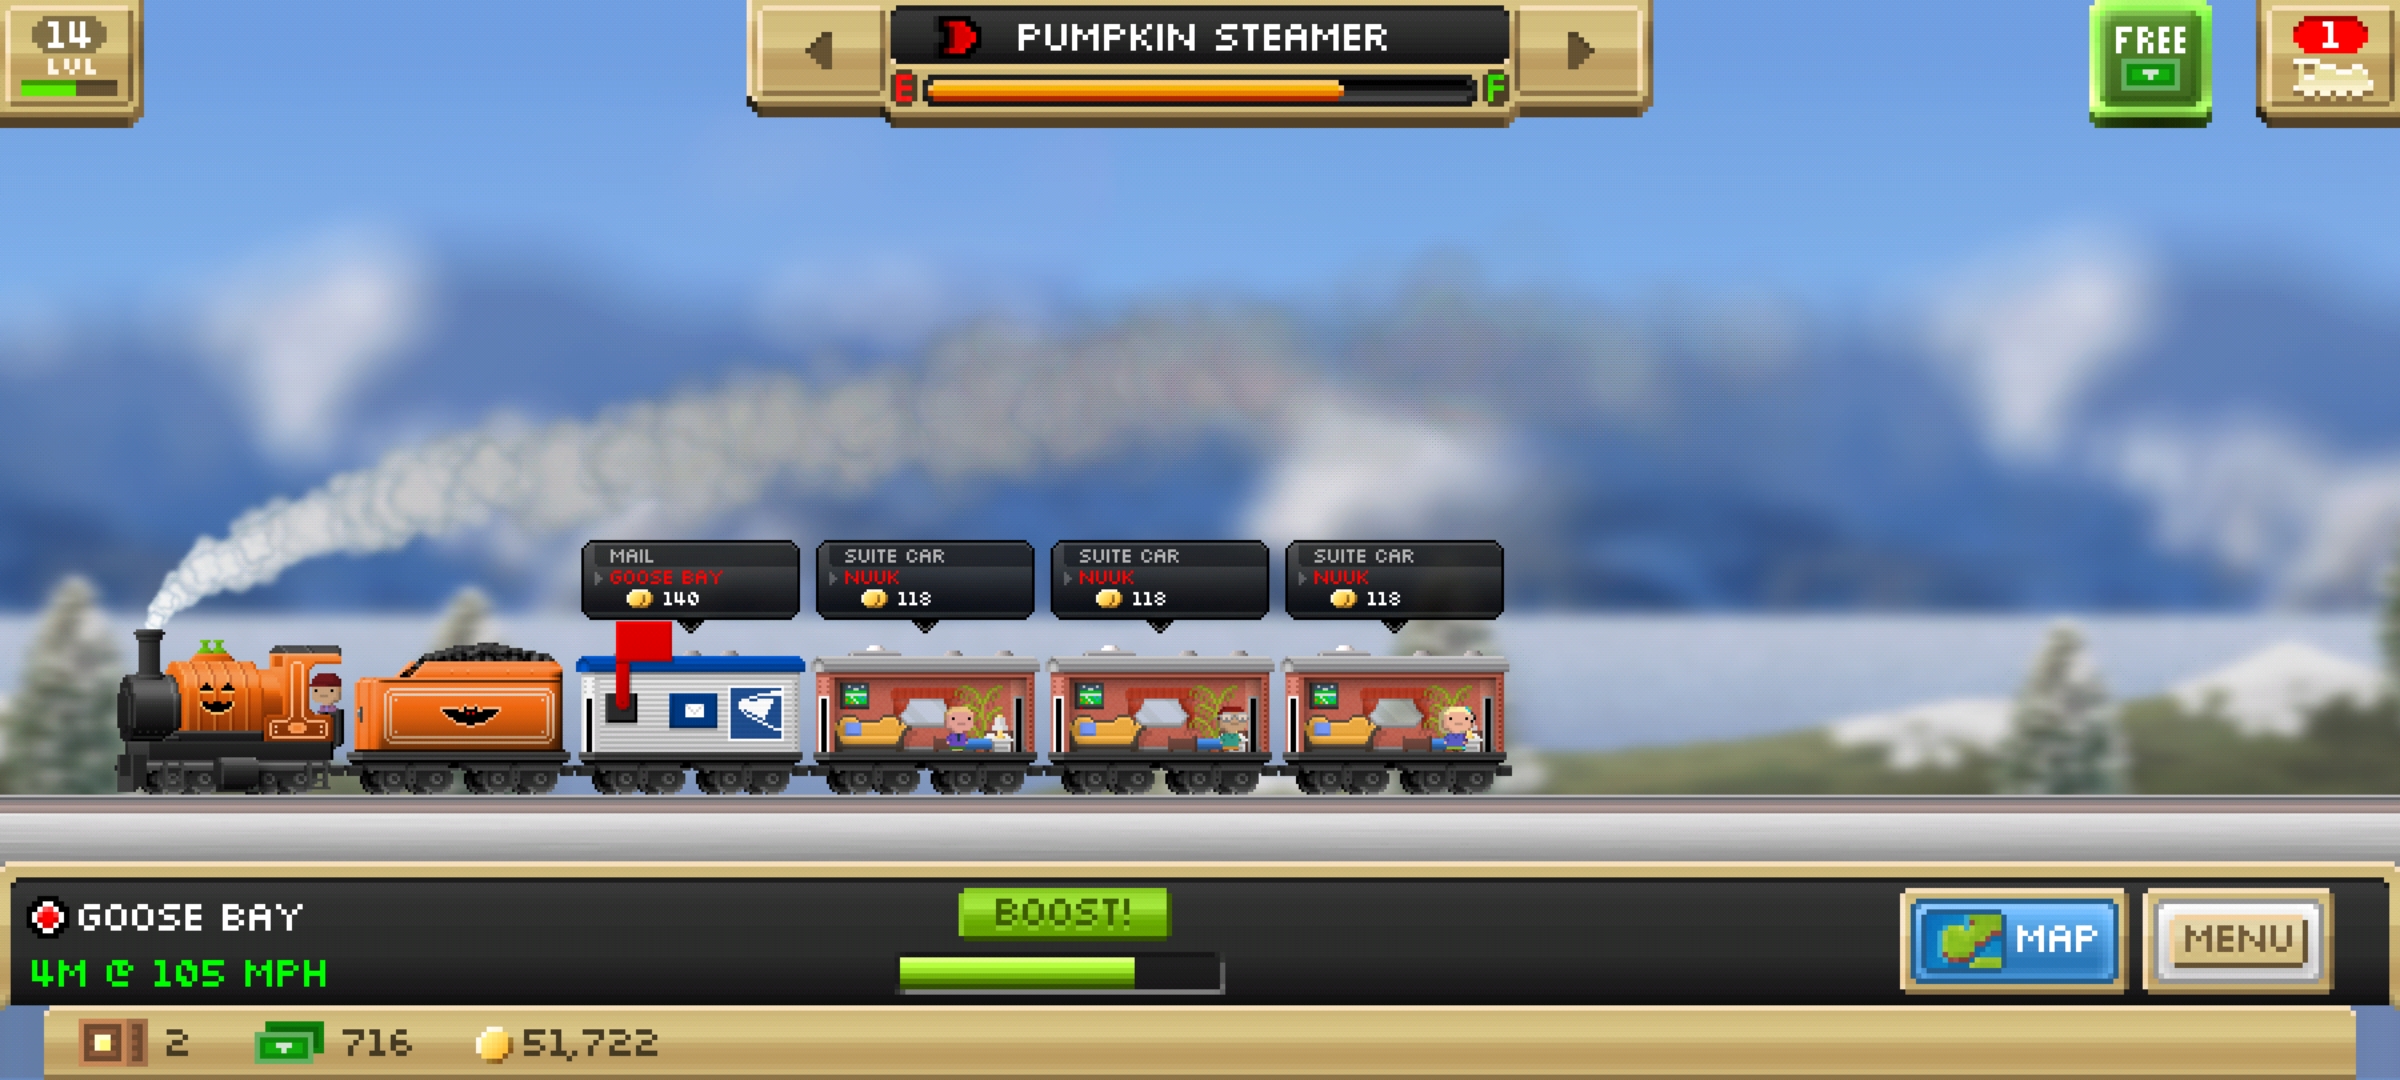 14
LVL
PUMPKIN STEAMER
E F
FREE
1
MAIL
GOOSE BAY
140
SUITE CAR
NUUK
118
SUITE CAR
NUUK
118
SUITE CAR
NUUK
118
GOOSE BAY
4M @ 105 MPH
BOOST!
MAP
MENU
2
716
51,722